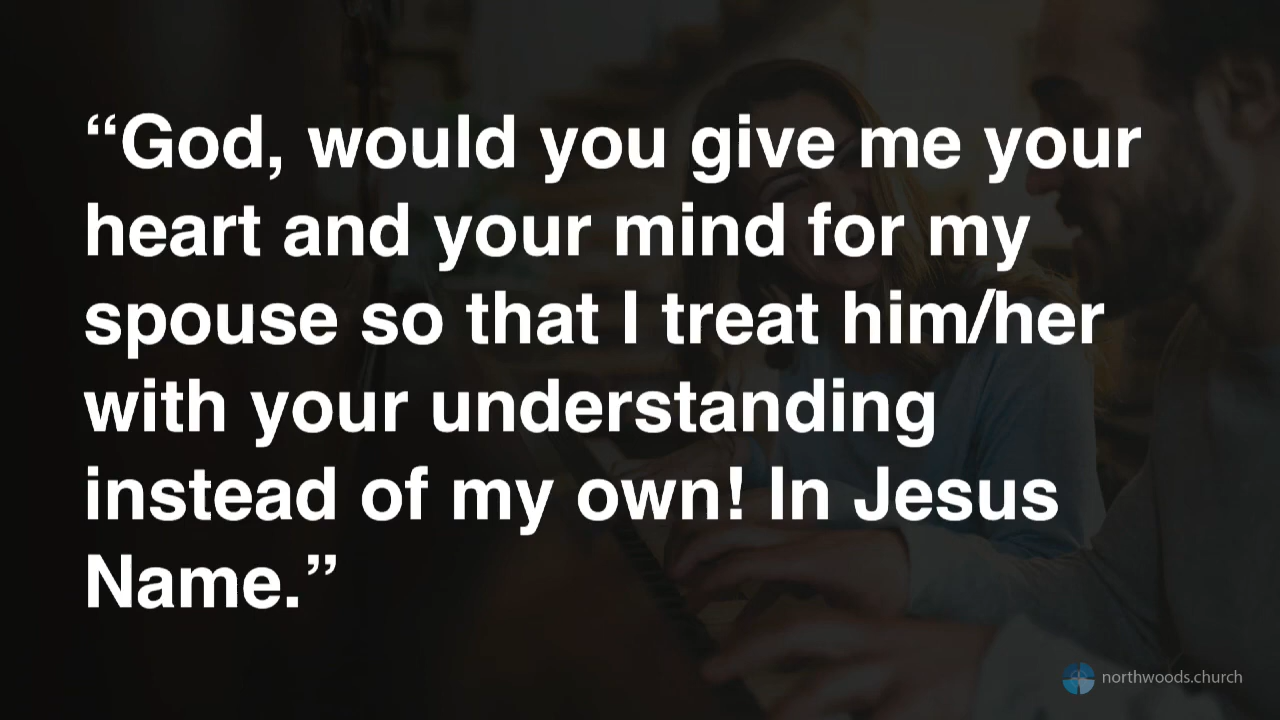 “God, would you give me your
heart and your mind for my
spouse so that I treat him/her
with your understanding
instead of my own! In Jesus
Name.”
northwoods.church